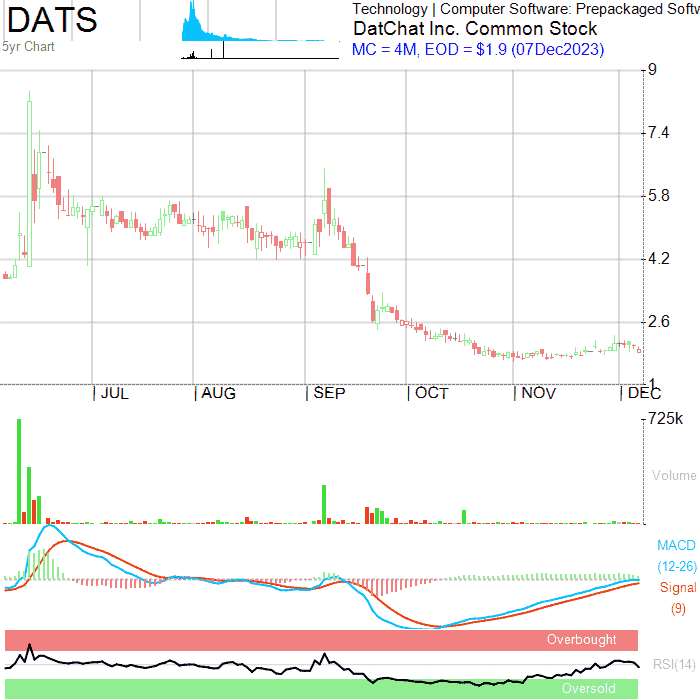 DATS
5yr Chart
Technology | Computer Software: Prepackaged Softw
DatChat Inc. Common Stock
MC = 4M, EOD = $1.9 (07Dec2023)
9
7.4
5.8
4.2
2.6
1
JUL AUG SEP OCT NOV DEC
725k
Volume
MACD
(12-26)
Signal
(9)
Overbought
RSI(14)
Oversold